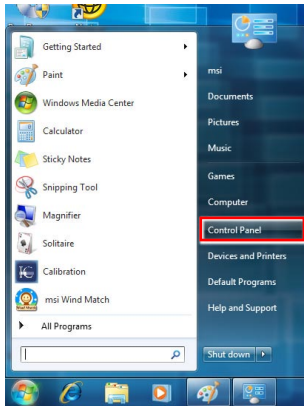 Getting Started
Paint
Windows Media Center
Calculator
Sticky Notes
Snipping Tool
Magnifier
Solitaire
Calibration
msi Wind Match
All Programs
msi
Documents
Pictures
Music
Games
Computer
Control Panel
Devices and Printers
Default Programs
Help and Support
Shut down